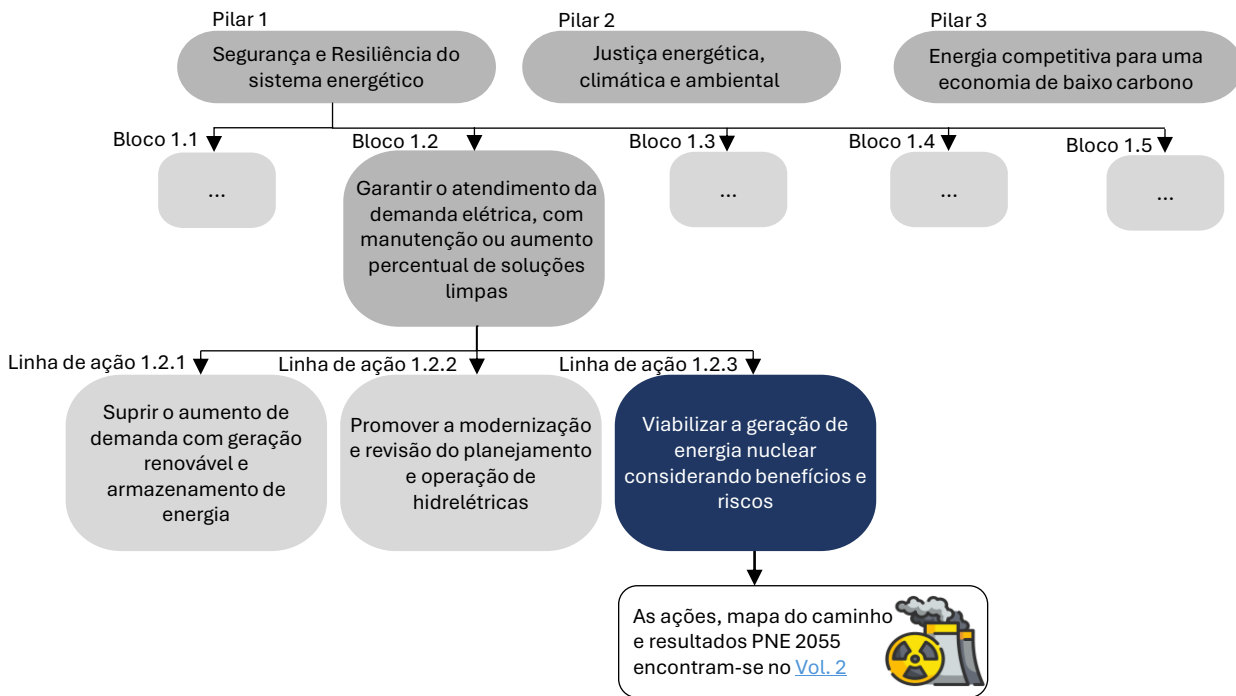 Pilar 1
Segurança e Resiliência do
sistema energético
Pilar 2
Justiça energética,
climática e ambiental
Pilar 3
Energia competitiva para uma
economia de baixo carbono
Bloco 1.1
...
Bloco 1.2
Garantir o atendimento da
demanda elétrica, com
manutenção ou aumento
percentual de soluções
limpas
Bloco 1.3
...
Bloco 1.4
...
Bloco 1.5
...
Linha de ação 1.2.1
Suprir o aumento de
demanda com geração
renovável e
armazenamento de
energia
Linha de ação 1.2.2
Promover a modernização
e revisão do planejamento
e operação de
hidrelétricas
Linha de ação 1.2.3
Viabilizar a geração de
energia nuclear
considerando benefícios e
riscos
As ações, mapa do caminho
e resultados PNE 2055
encontram-se no Vol. 2